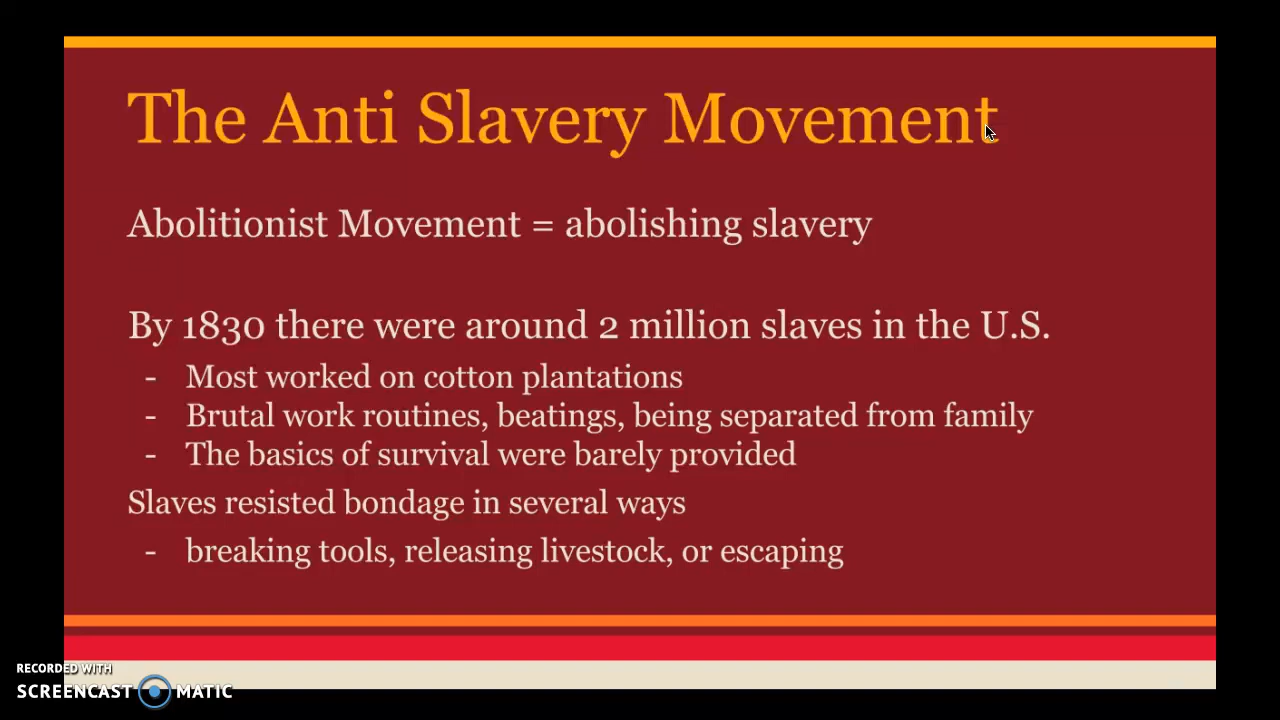 The Anti Slavery Movement
Abolitionist Movement = abolishing slavery
By 1830 there were around 2 million slaves in the U.S.
- Most worked on cotton plantations
- Brutal work routines, beatings, being separated from family
- The basics of survival were barely provided
Slaves resisted bondage in several ways
- breaking tools, releasing livestock, or escaping
RECORDED WITH
SCREENCAST MATIC